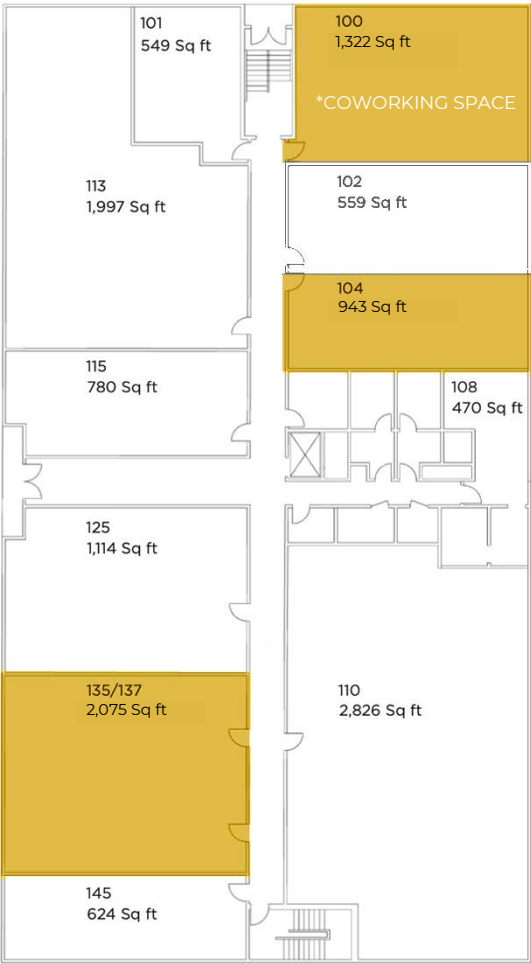 101
549 Sq ft
100
1,322 Sq ft
*COWORKING SPACE
113
1,997 Sq ft
102
559 Sq ft
104
943 Sq ft
115
780 Sq ft
108
470 Sq ft
125
1,114 Sq ft
135/137
2,075 Sq ft
110
2,826 Sq ft
145
624 Sq ft